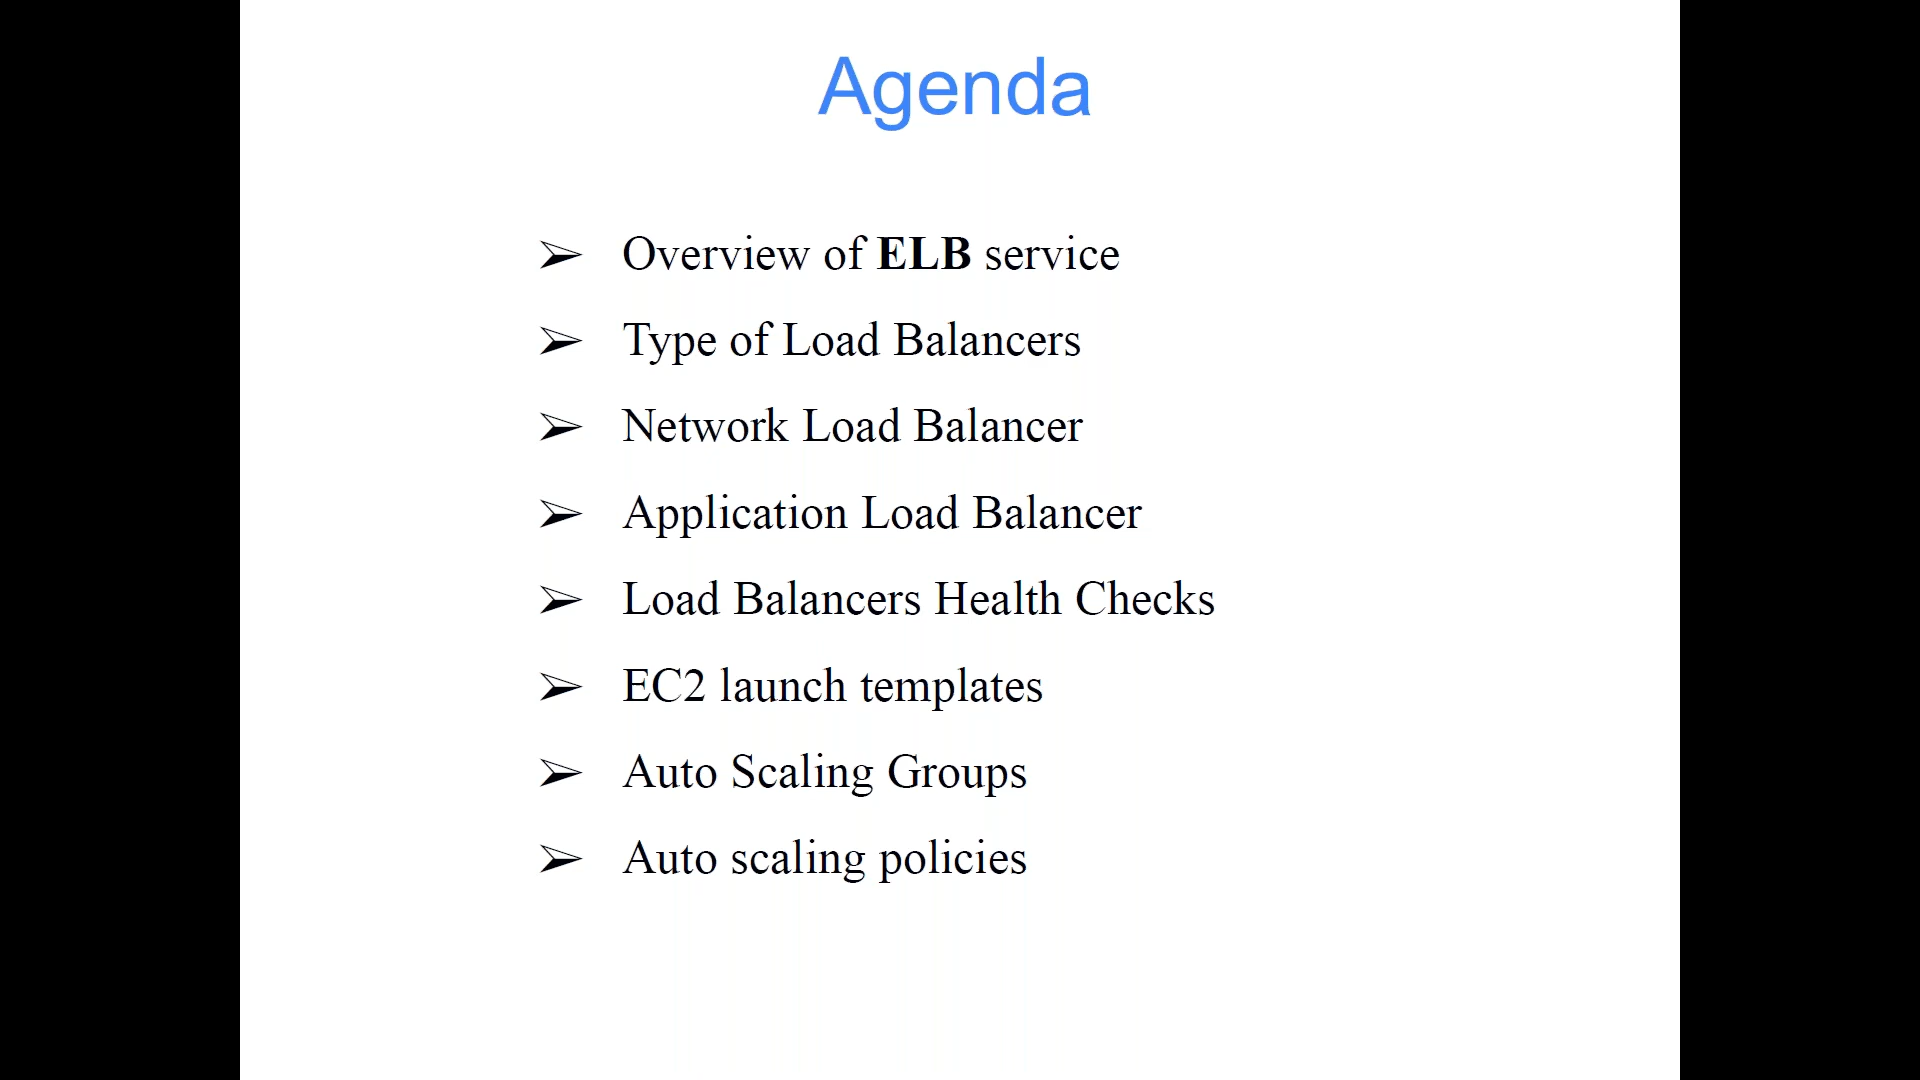 Agenda
➢ Overview of ELB service
➢ Type of Load Balancers
➢ Network Load Balancer
➢ Application Load Balancer
➢ Load Balancers Health Checks
➢ EC2 launch templates
➢ Auto Scaling Groups
➢ Auto scaling policies